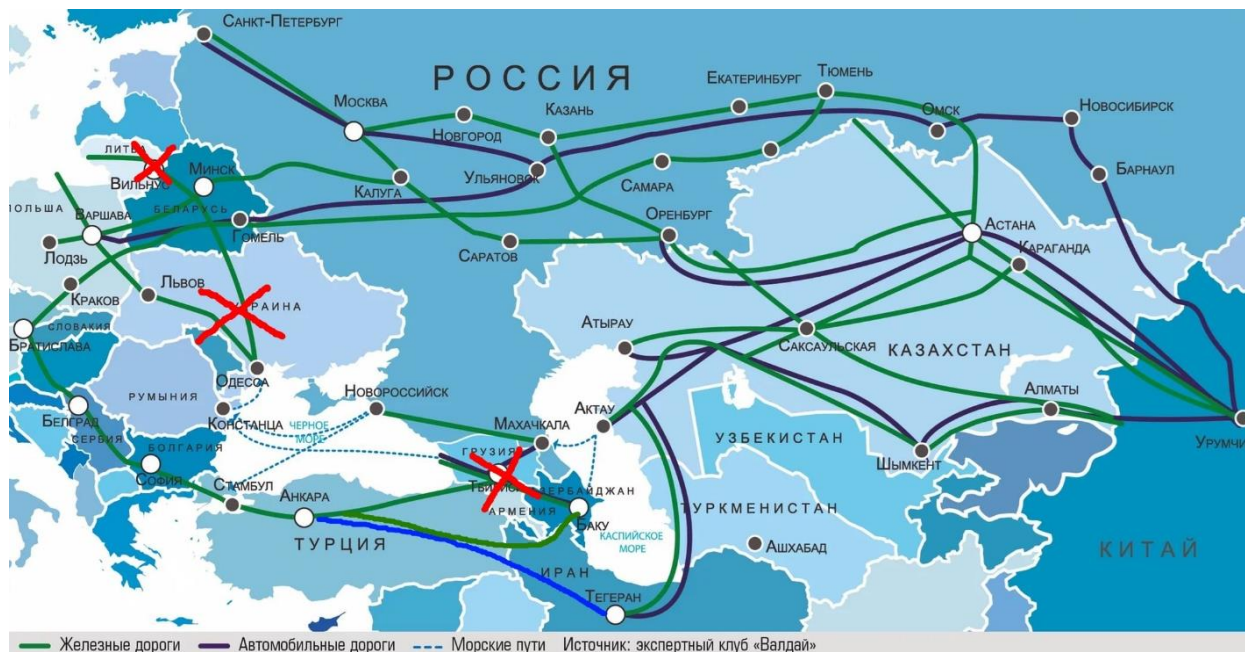 Санкт-Петербург
РОССИЯ
Екатеринбург
Тюмень
Москва
Новгород
Казань
Омск
Новосибирск
ЛИТВА
Вильнюс
Минск
Ульяновск
Самара
Барнаул
ПОЛЬША
Варшава
БЕЛАРУСЬ
Калуга
Гомель
Оренбург
Астана
Лодзь
Саратов
Караганда
Краков
Львов
УКРАИНА
СЛОВАКИЯ
Братислава
Атырау
Саксаульская
КАЗАХСТАН
Одесса
РУМЫНИЯ
Новороссийск
Алматы
Белград
Констанца
ЧЕРНОЕ
МОРЕ
Махачкала
Актау
СЕРБИЯ
БОЛГАРИЯ
ГРУЗИЯ
УЗБЕКИСТАН
Урумчи
София
Стамбул
Шымкент
Анкара
АЗЕРБАЙДЖАН
АРМЕНИЯ
Баку
ТУРКМЕНИСТАН
ТУРЦИЯ
КАСПИЙСКОЕ
МОРЕ
Ашхабад
КИТАЙ
ИРАН
Тегеран
Железные дороги Автомобильные дороги Морские пути Источник: экспертный клуб «Валдай»